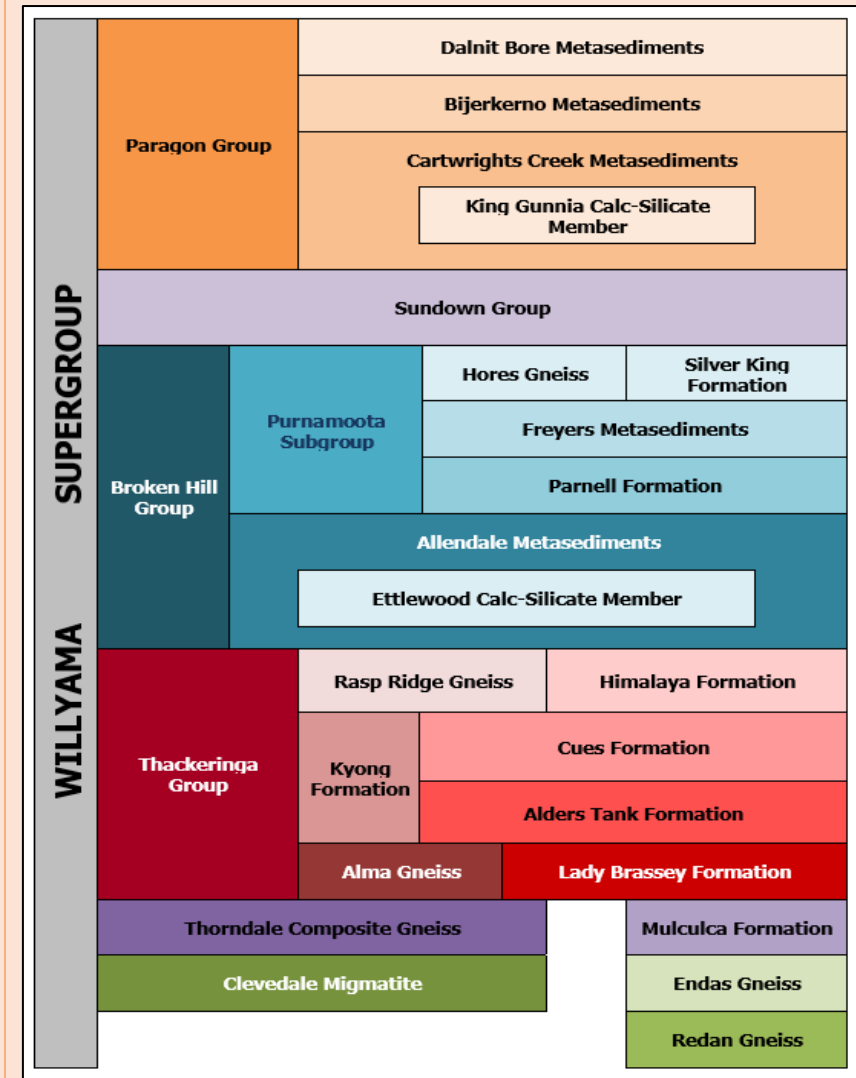 Dalnit Bore Metasediments
Bijerkerno Metasediments
Paragon Group
Cartwrights Creek Metasediments
King Gunnia Calc-Silicate
Member
Sundown Group
Hores Gneiss
Silver King
Formation
Purnamoota
Subgroup
Freyers Metasediments
Broken Hill
Group
Parnell Formation
Allendale Metasediments
Ettlewood Calc-Silicate Member
Rasp Ridge Gneiss
Himalaya Formation
Thackeringa
Group
Kyong
Formation
Cues Formation
Alders Tank Formation
Alma Gneiss
Lady Brassey Formation
Thorndale Composite Gneiss
Mulculca Formation
Clevedale Migmatite
Endas Gneiss
Redan Gneiss
WILLYAMA SUPERGROUP